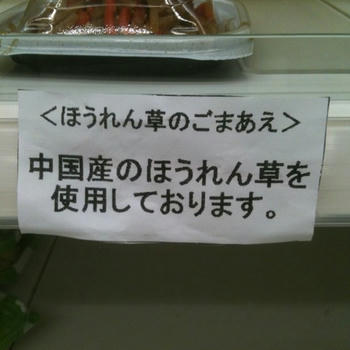 <ほうれん草のごまあえ>
中国産のほうれん草を
使用しております。